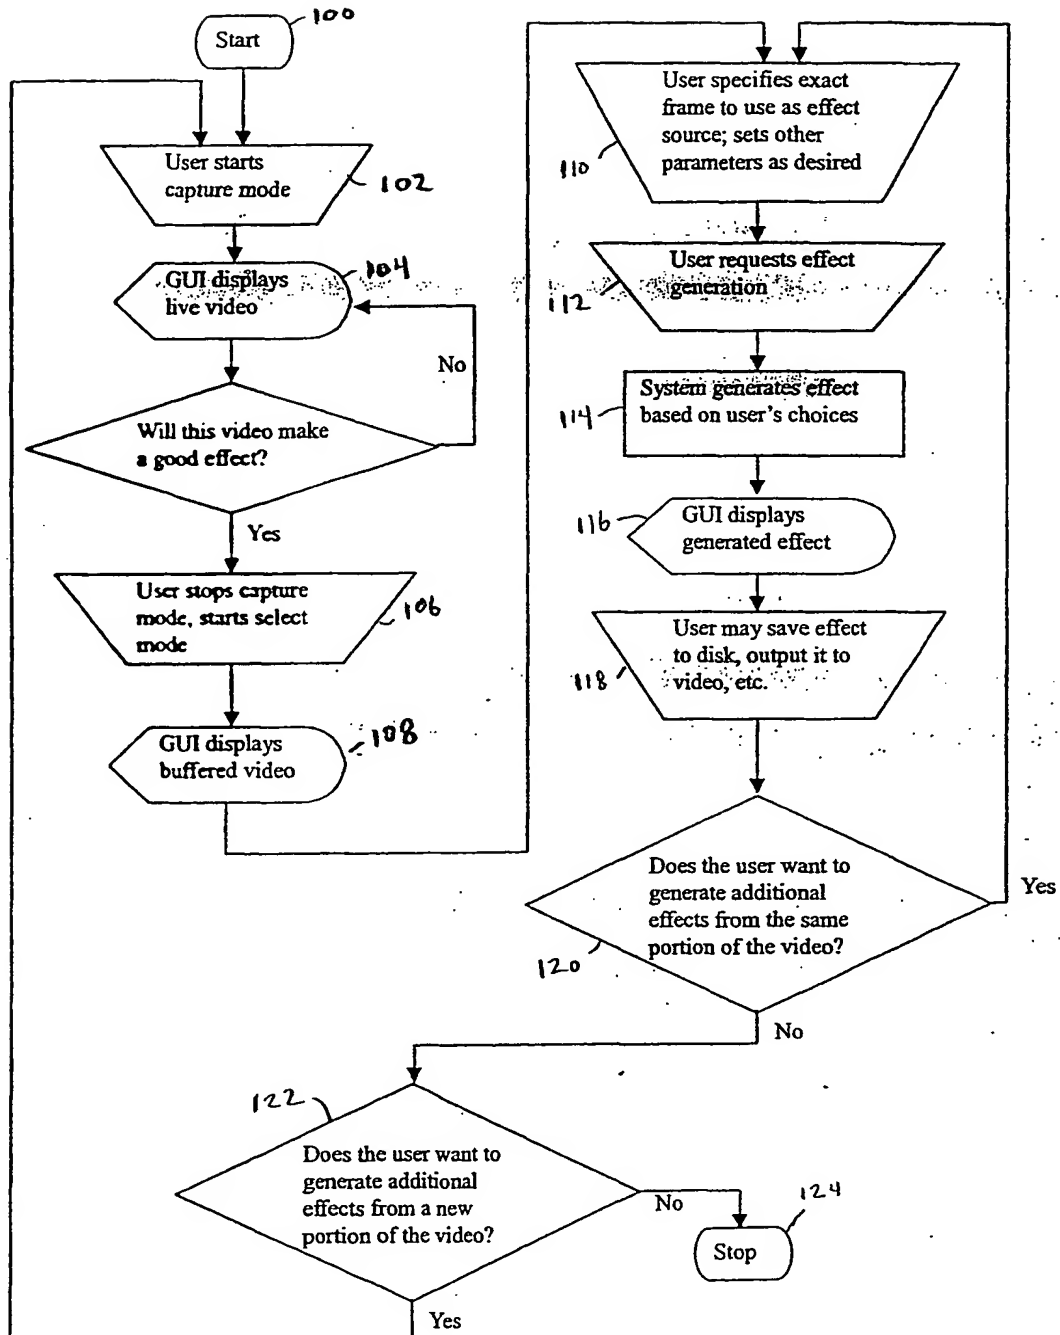 100
Start
User starts
capture mode
102
104
GUI displays
live video
No
Will this video make
a good effect?
Yes
User stops capture
mode, starts select
mode
106
GUI displays
buffered video
108
User specifies exact
frame to use as effect
source; sets other
parameters as desired
110
User requests effect
generation
112
System generates effect
based on user's choices
114
116
GUI displays
generated effect
User may save effect
to disk, output it to
video, etc.
118
Does the user want to
generate additional
effects from the same
portion of the video?
Yes
120
No
122
Does the user want to
generate additional
effects from a new
portion of the video?
No
124
Stop
Yes